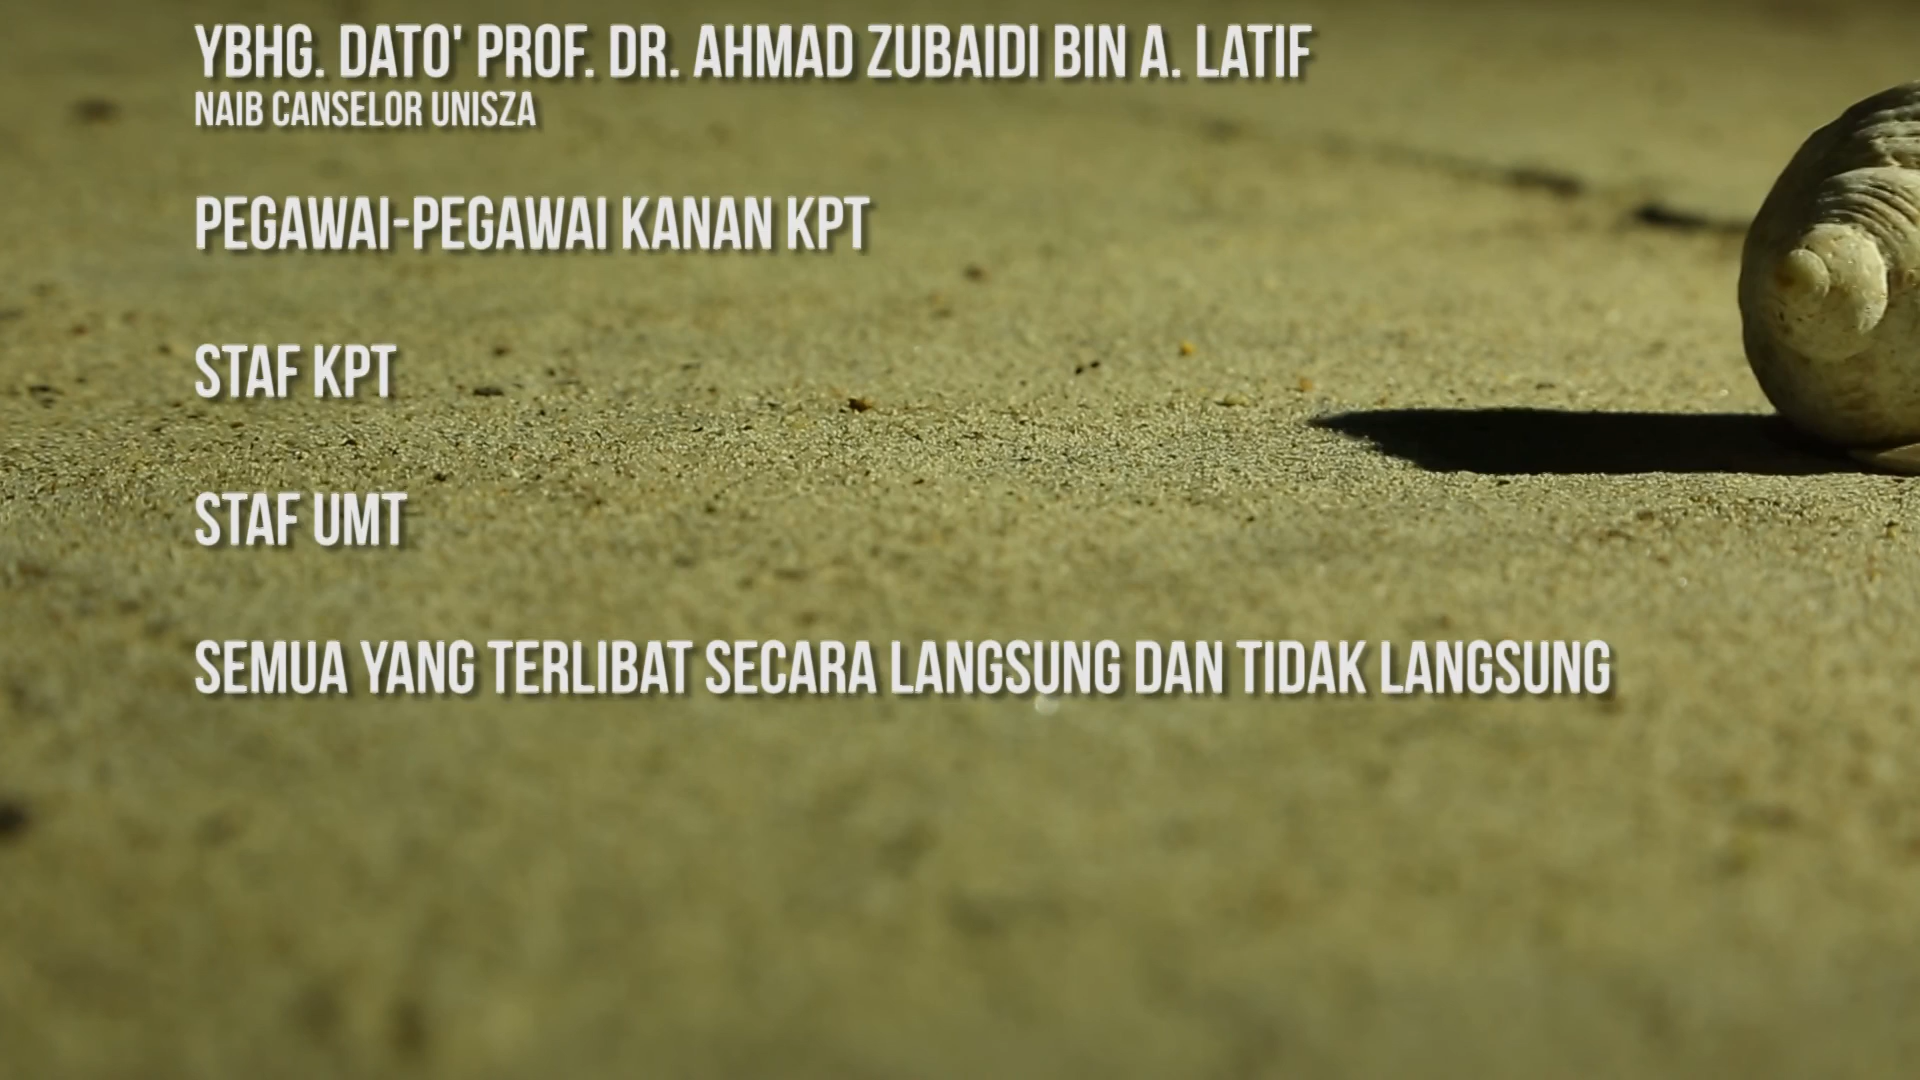 YBHG. DATO' PROF. DR. AHMAD ZUBAIDI BIN A. LATIF
NAIB CANSELOR UNISZA
PEGAWAI-PEGAWAI KANAN KPT
STAF KPT
STAF UMT
SEMUA YANG TERLIBAT SECARA LANGSUNG DAN TIDAK LANGSUNG